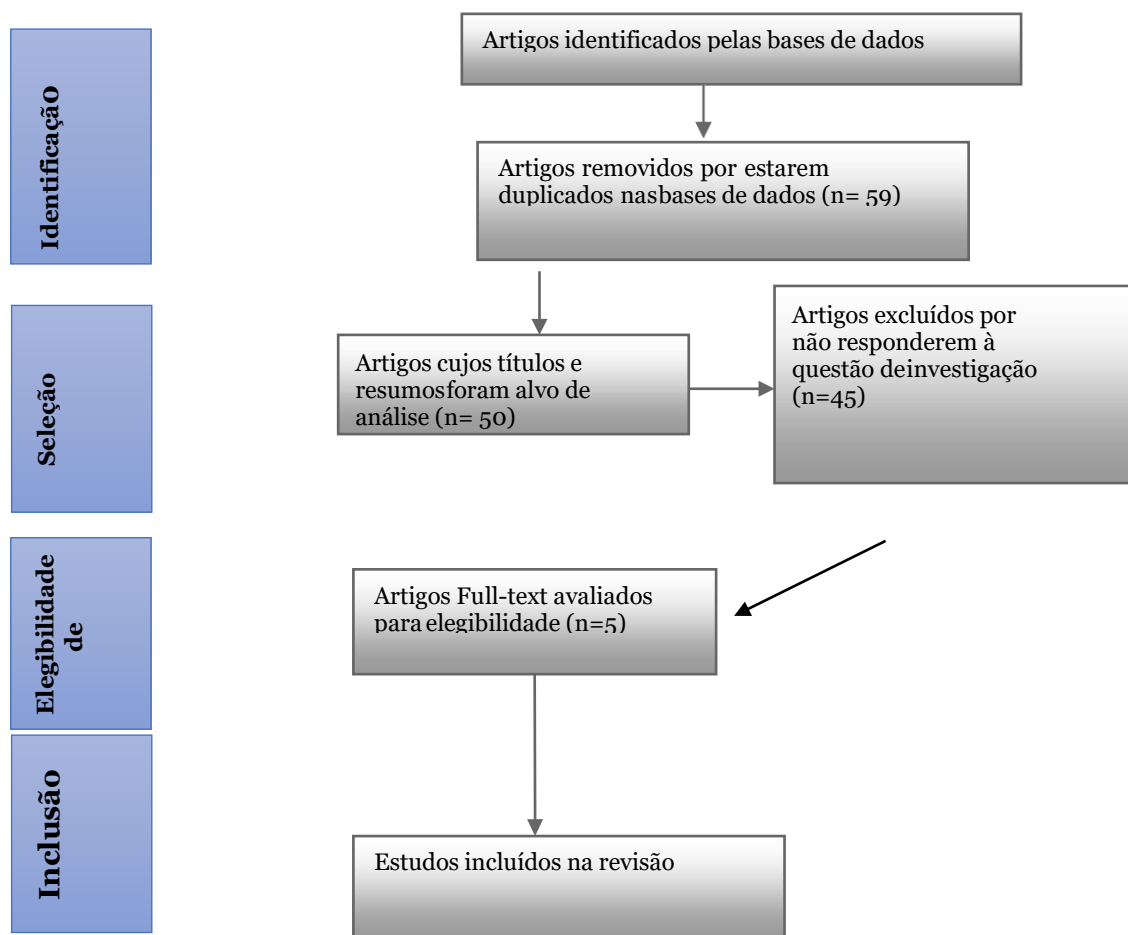 Identificação
Artigos identificados pelas bases de dados
Artigos removidos por estarem
duplicados nasbases de dados (n= 59)
Seleção
Artigos cujos títulos e
resumosforam alvo de
análise (n= 50)
Artigos excluídos por
não responderem à
questão deinvestigação
(n=45)
Elegibilidade
de
Artigos Full-text avaliados
para elegibilidade (n=5)
Inclusão
Estudos incluídos na revisão